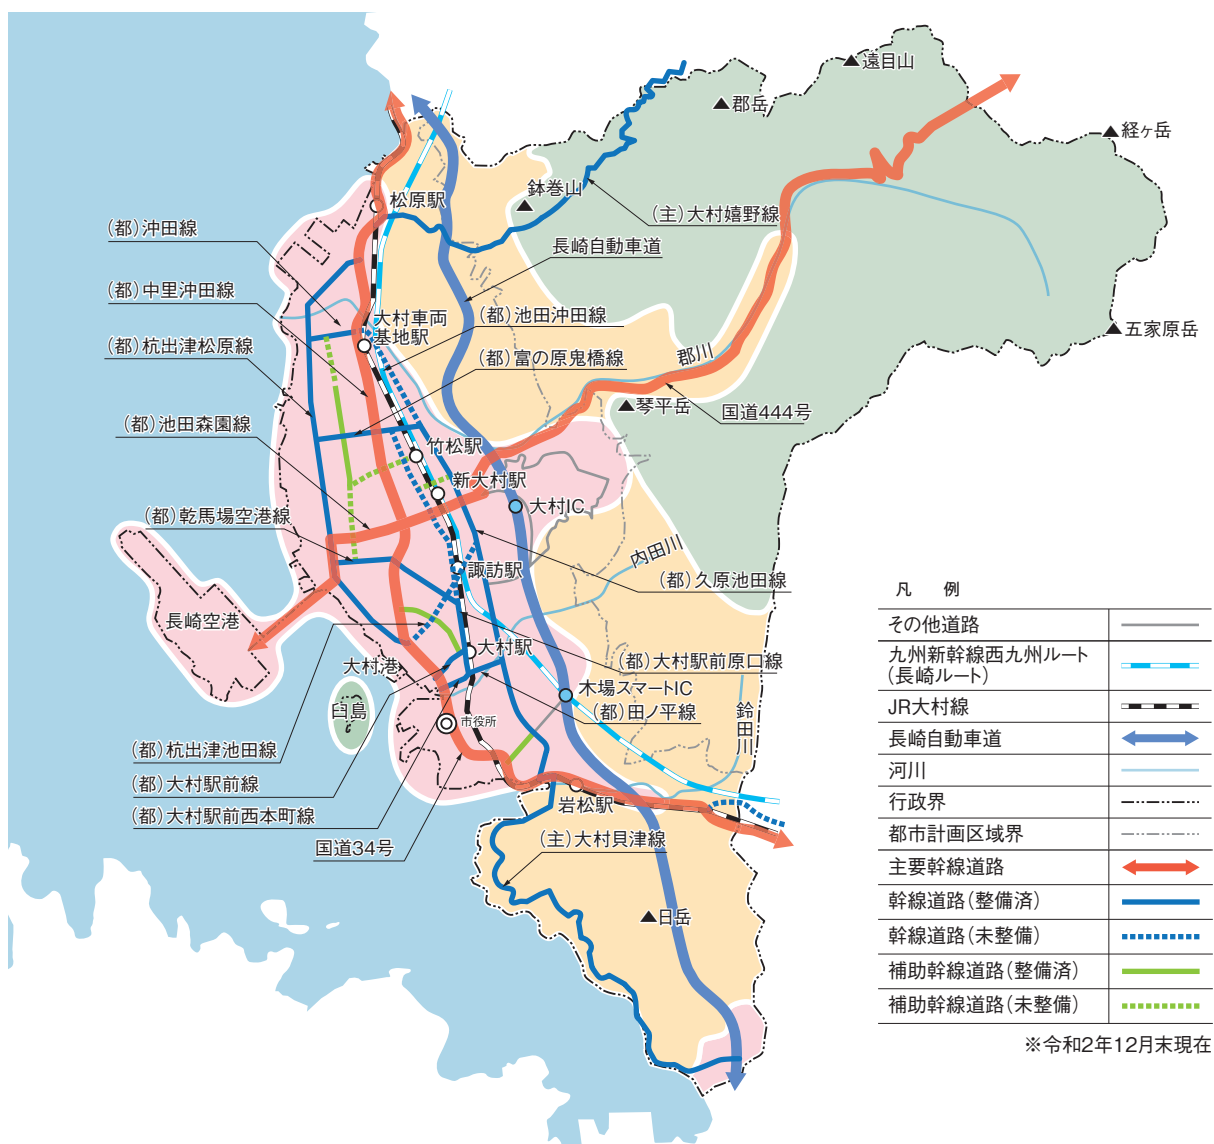 遠目山
郡岳
経ヶ岳
鉢巻山
松原駅
(主)大村嬉野線
(都)沖田線
長崎自動車道
(都)中里沖田線
大村車両
基地駅
(都)池田沖田線
五家原岳
(都)杭出津松原線
(都)富の原鬼橋線
郡川
琴平岳
国道444号
(都)池田森園線
竹松駅
新大村駅
大村IC
(都)乾馬場空港線
内田川
諏訪駅
(都)久原池田線
長崎空港
大村駅
(都)大村駅前原口線
大村港
木場スマートIC
臼島
市役所
(都)田ノ平線
鈴田川
(都)杭出津池田線
(都)大村駅前線
(都)大村駅前西本町線
岩松駅
国道34号
(主)大村貝津線
日岳
凡 例
その他道路
九州新幹線西九州ルート
(長崎ルート)
JR大村線
長崎自動車道
河川
行政界
都市計画区域界
主要幹線道路
幹線道路(整備済)
幹線道路(未整備)
補助幹線道路(整備済)
補助幹線道路(未整備)
※令和2年12月末現在